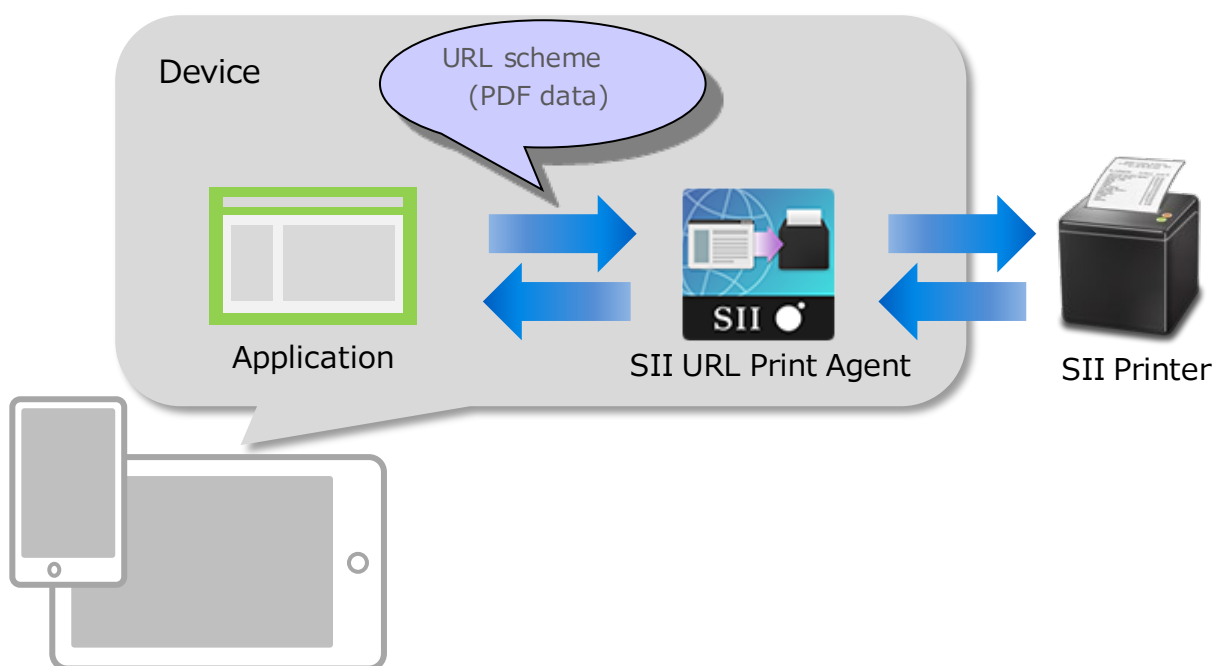 Device
URL scheme
(PDF data)
SII
Application
SII URL Print Agent
SII Printer